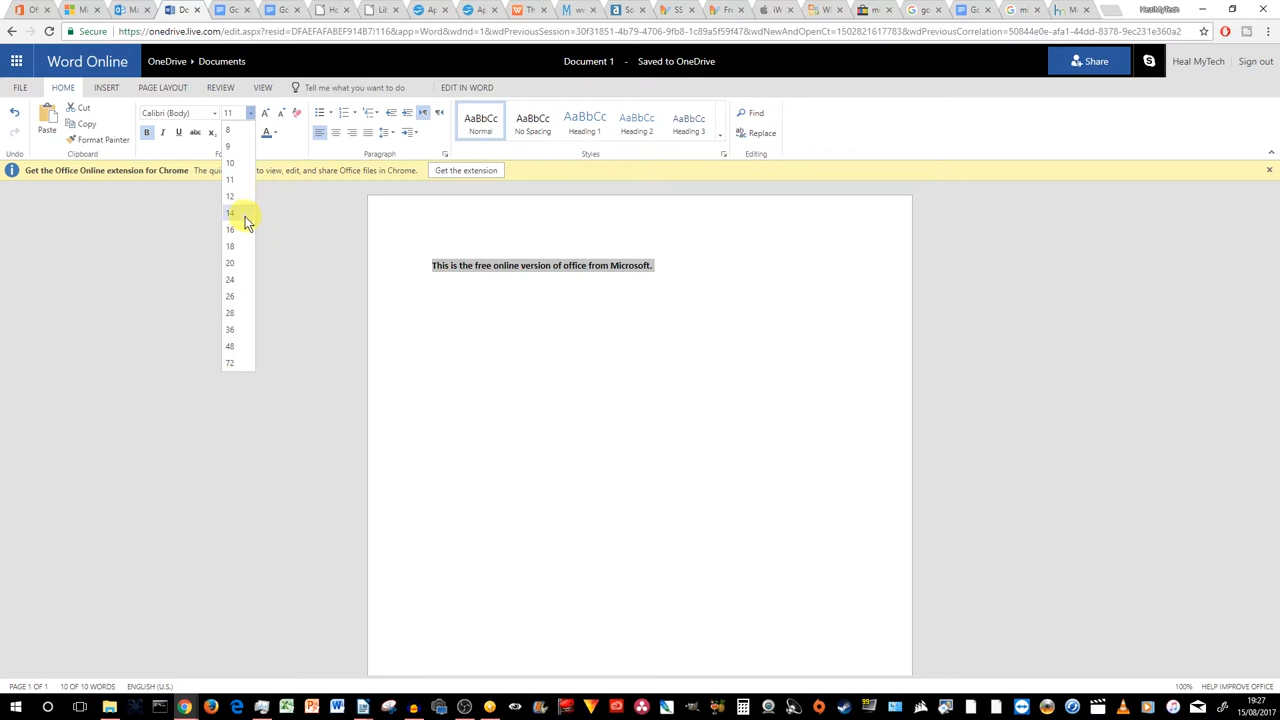 HealMyTech
Secure https://onedrive.live.com/edit.aspx?resid=DFAEFAFABEF914B7!116&app=Word&wdnd=1&wdPreviousSession=30f31851-4b79-4706-9fb8-1c89a5f59f47&wdNewAndOpenCt=1502821617783&wdPreviousCorrelation=50844e0e-afa1-44dd-8378-9ec231ec360a2
Word Online OneDrive Documents Document 1 - Saved to OneDrive Share Heal MyTech Sign out
FILE HOME INSERT PAGE LAYOUT REVIEW VIEW Tell me what you want to do EDIT IN WORD
Paste
Cut
Copy
Format Painter
Calibri (Body) 11
B I U abc
AaBbCc AaBbCc AaBbCc AaBbCc AaBbCc
Normal No Spacing Heading 1 Heading 2 Heading 3
Find
Replace
Undo Clipboard Paragraph Styles Editing
Get the Office Online extension for Chrome to view, edit, and share Office files in Chrome. Get the extension
8
9
10
11
12
14
16
18
20
24
26
28
36
48
72
This is the free online version of office from Microsoft.
PAGE 1 OF 1 10 OF 10 WORDS ENGLISH (U.S.) 100% HELP IMPROVE OFFICE
19:27
15/08/2017